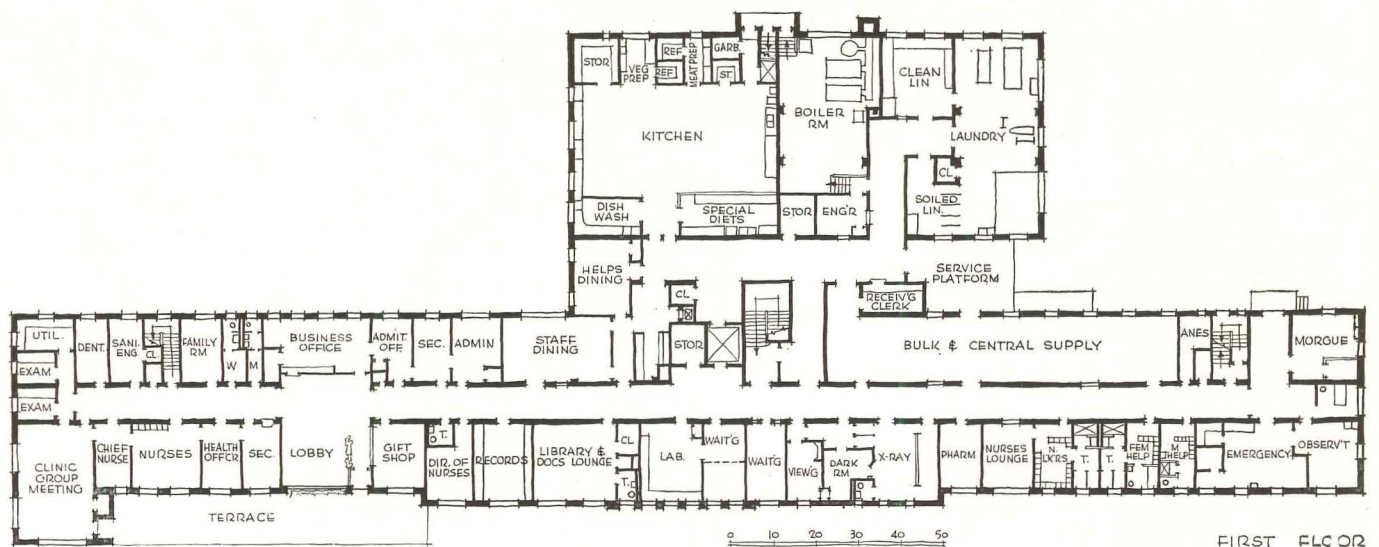 STOR
VEG
PREP
REF
REF
MEAT PREP
GARB.
ST.
KITCHEN
DISH
WASH
SPECIAL
DIETS
BOILER
RM
STOR
ENG'R
CLEAN
LIN
LAUNDRY
CL
SOILED
LIN.
HELPS
DINING
CL
SERVICE
PLATFORM
RECEIV'G
CLERK
UTIL.
EXAM
EXAM
DENT.
SANI-
ENG
CL
FAMILY
RM
W
M
BUSINESS
OFFICE
ADMIT.
OFF.
SEC.
ADMIN
STAFF
DINING
STOR
BULK & CENTRAL SUPPLY
ANES
MORGUE
CLINIC
GROUP
MEETING
CHIEF
NURSE
NURSES
HEALTH
OFFCR
SEC.
LOBBY
GIFT
SHOP
T.
DIR. OF
NURSES
RECORDS
LIBRARY &
DOCS LOUNGE
CL
T.
LAB.
WAIT'G
WAIT'G
VIEW'G
DARK
RM
X-RAY
PHARM
NURSES
LOUNGE
N.
LK'RS
T.
T.
FEM
HELP
M
HELP
EMERGENCY
OBSERV'T
TERRACE
0 10 20 30 40 50
FIRST FLOOR